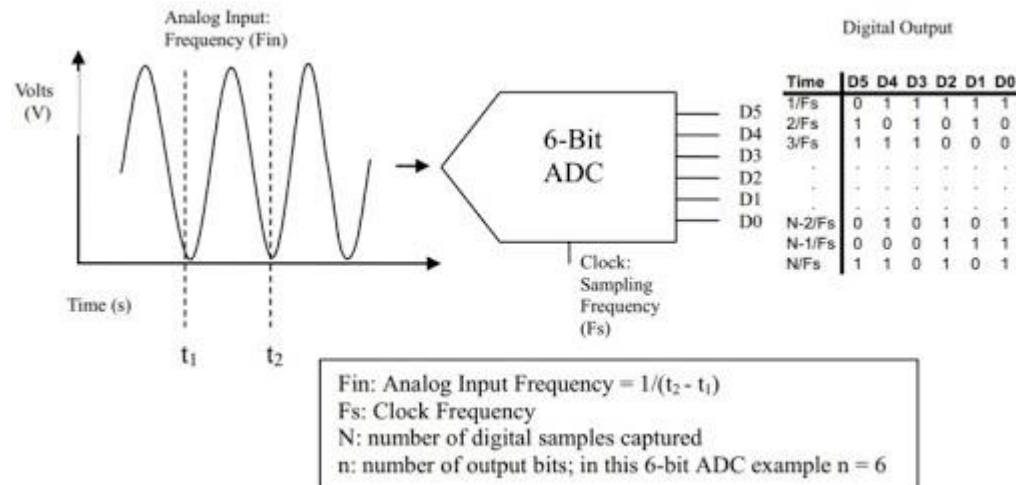 Analog Input:
Frequency (Fin)
Volts
(V)
Time (s)
t₁
t₂
6-Bit
ADC
D5
D4
D3
D2
D1
D0
Clock:
Sampling
Frequency
(Fs)
Digital Output
Time D5 D4 D3 D2 D1 D0
1/Fs 0 1 1 1 1 1
2/Fs 1 0 1 0 1 0
3/Fs 1 1 1 0 0 0
. . . . . . .
. . . . . . .
. . . . . . .
N-2/Fs 0 1 0 1 0 1
N-1/Fs 0 0 0 1 1 1
N/Fs 1 1 0 1 0 1
Fin: Analog Input Frequency = 1/(t₂ - t₁)
Fs: Clock Frequency
N: number of digital samples captured
n: number of output bits; in this 6-bit ADC example n = 6